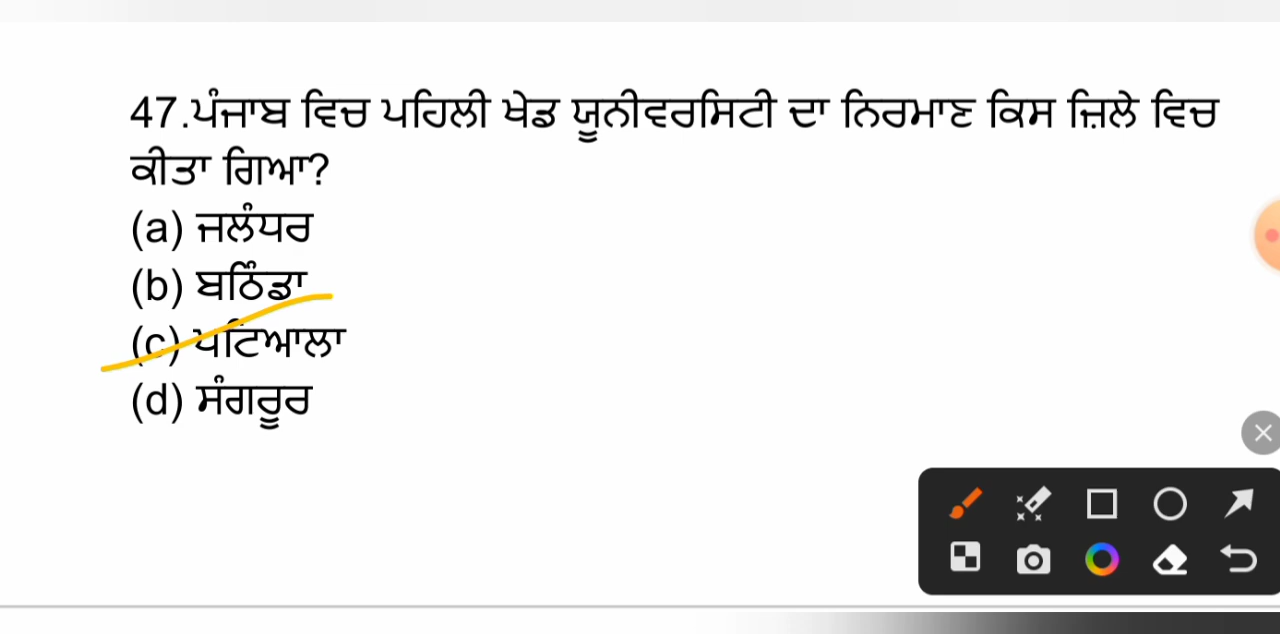 47.ਪੰਜਾਬ ਵਿਚ ਪਹਿਲੀ ਖੇਡ ਯੂਨੀਵਰਸਿਟੀ ਦਾ ਨਿਰਮਾਣ ਕਿਸ ਜ਼ਿਲੇ ਵਿਚ
ਕੀਤਾ ਗਿਆ?
(a) ਜਲੰਧਰ
(b) ਬਠਿੰਡਾ
(c) ਪਟਿਆਲਾ
(d) ਸੰਗਰੂਰ